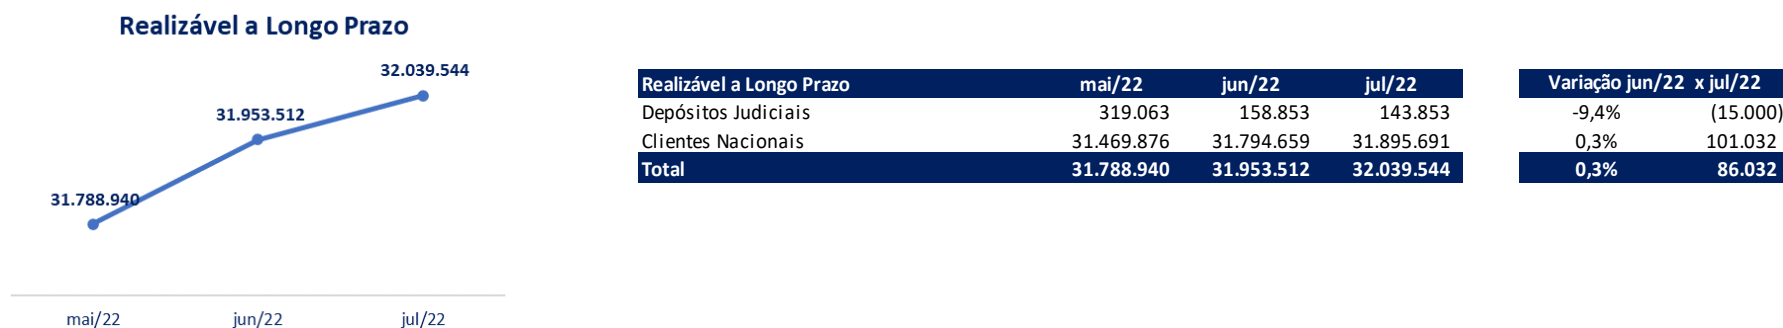 Realizável a Longo Prazo
32.039.544
31.953.512
31.788.940
mai/22 jun/22 jul/22
Realizável a Longo Prazo mai/22 jun/22 jul/22
Depósitos Judiciais 319.063 158.853 143.853
Clientes Nacionais 31.469.876 31.794.659 31.895.691
Total 31.788.940 31.953.512 32.039.544
Variação jun/22 x jul/22
-9,4% (15.000)
0,3% 101.032
0,3% 86.032